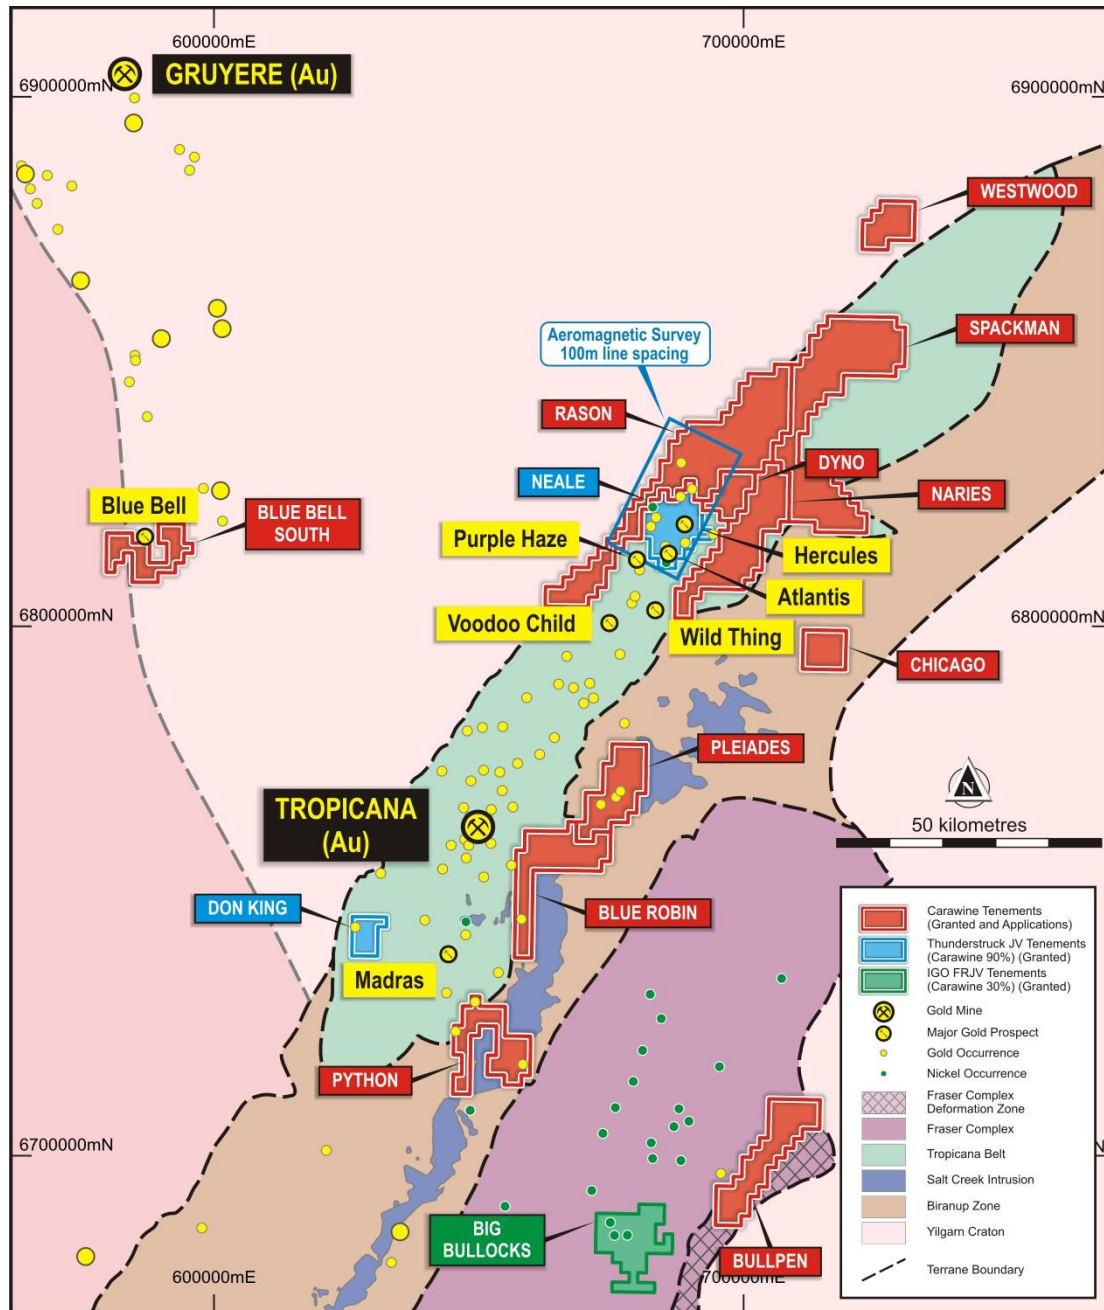 600000mE
700000mE
GRUYERE (Au)
6900000mN
6900000mN
WESTWOOD
SPACKMAN
Aeromagnetic Survey
100m line spacing
RASON
DYNO
NEALE
NARIES
Blue Bell
BLUE BELL
SOUTH
Purple Haze
Hercules
Atlantis
Voodoo Child
Wild Thing
6800000mN
6800000mN
CHICAGO
PLEIADES
N
TROPICANA
(Au)
50 kilometres
DON KING
BLUE ROBIN
Madras
PYTHON
6700000mN
BIG
BULLOCKS
BULLPEN
600000mE
700000mE
Carawine Tenements
(Granted and Applications)
Thunderstruck JV Tenements
(Carawine 90%) (Granted)
IGO FRJV Tenements
(Carawine 30%) (Granted)
Gold Mine
Major Gold Prospect
Gold Occurrence
Nickel Occurrence
Fraser Complex
Deformation Zone
Fraser Complex
Tropicana Belt
Salt Creek Intrusion
Biranup Zone
Yilgarn Craton
Terrane Boundary